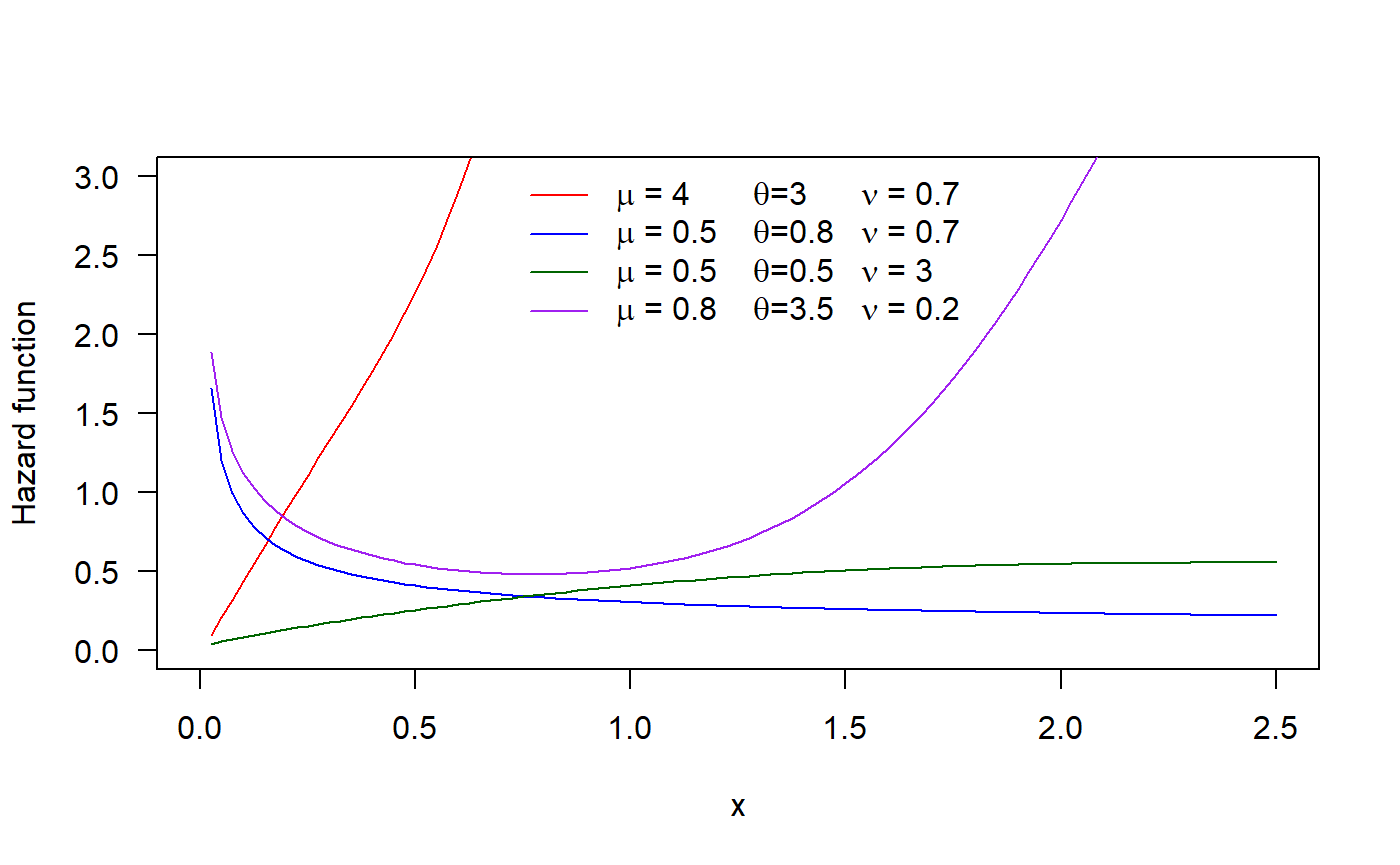 Hazard function
3.0
2.5
2.0
1.5
1.0
0.5
0.0
μ = 4 θ=3 ν = 0.7
μ = 0.5 θ=0.8 ν = 0.7
μ = 0.5 θ=0.5 ν = 3
μ = 0.8 θ=3.5 ν = 0.2
0.0 0.5 1.0 1.5 2.0 2.5
x